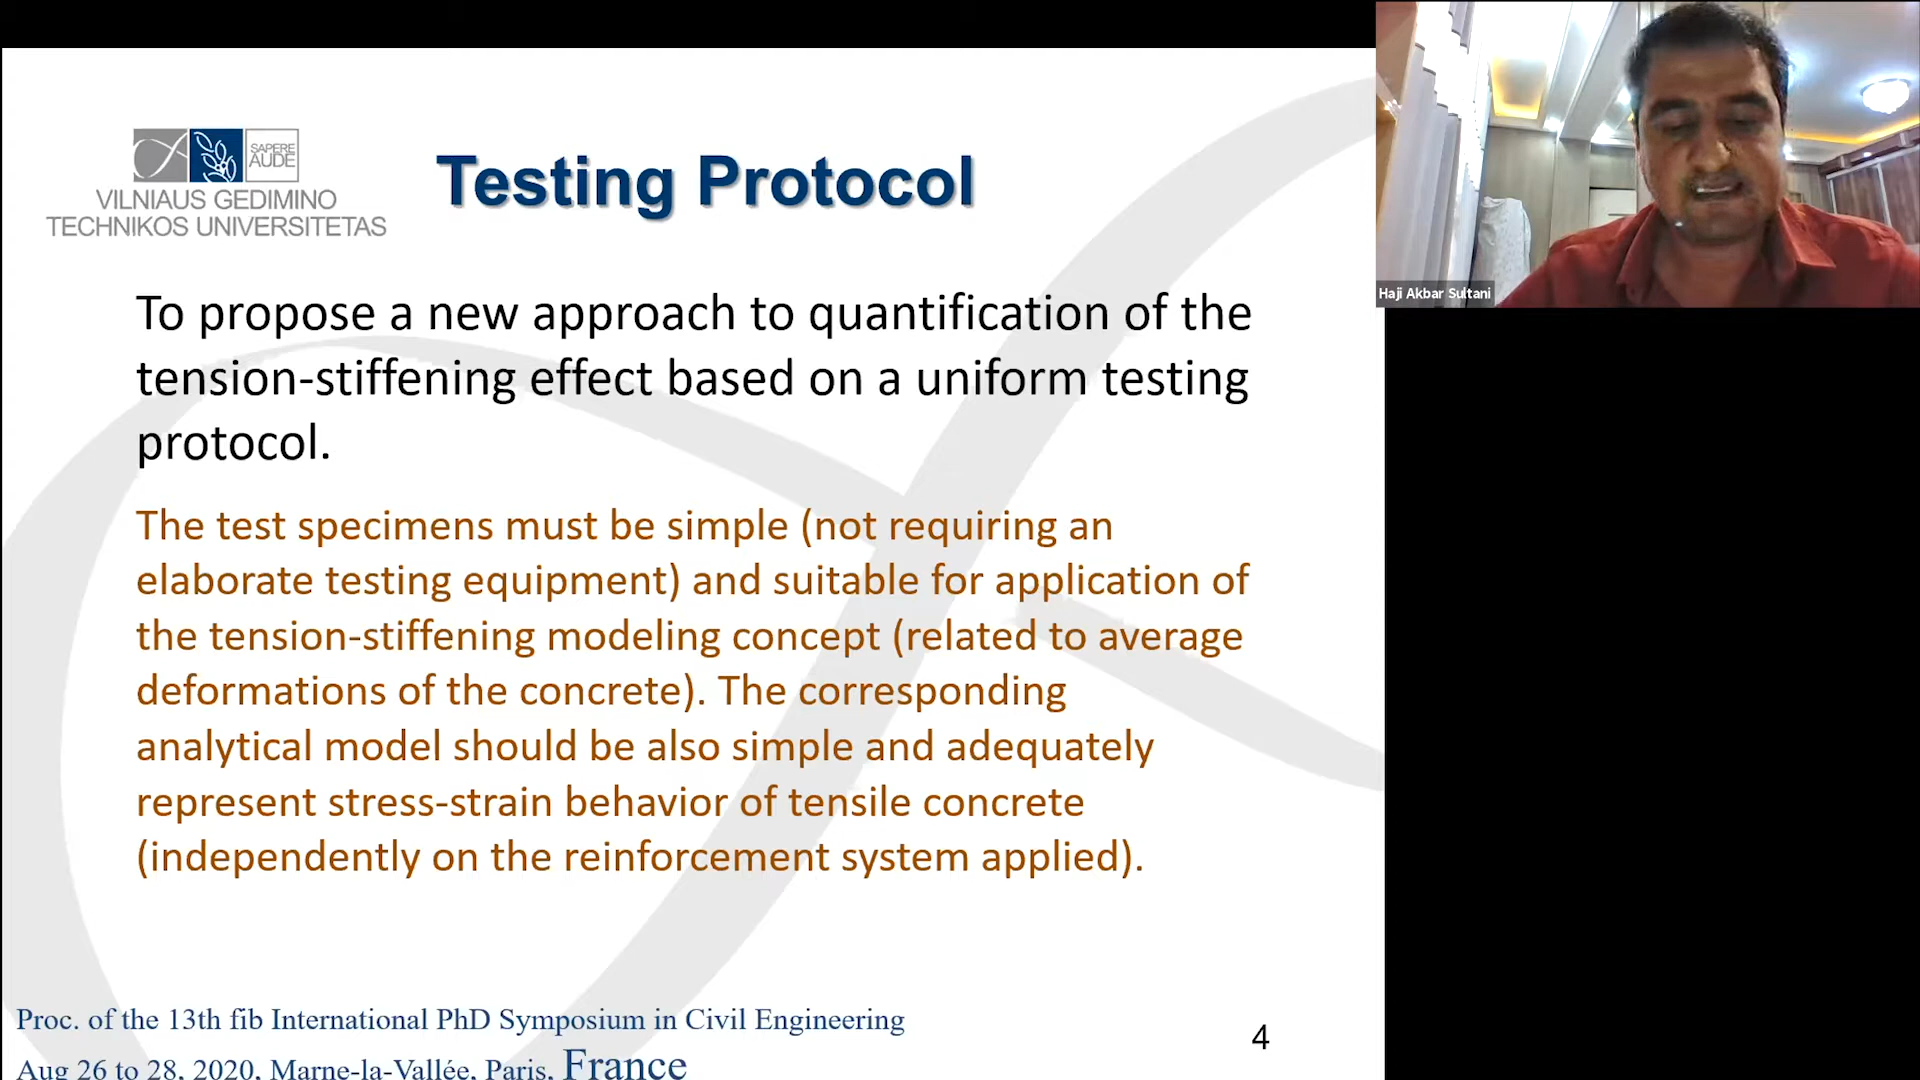 SAPERE
AUDE
VILNIAUS GEDIMINO
TECHNIKOS UNIVERSITETAS
Testing Protocol
To propose a new approach to quantification of the
tension-stiffening effect based on a uniform testing
protocol.
The test specimens must be simple (not requiring an
elaborate testing equipment) and suitable for application of
the tension-stiffening modeling concept (related to average
deformations of the concrete). The corresponding
analytical model should be also simple and adequately
represent stress-strain behavior of tensile concrete
(independently on the reinforcement system applied).
Proc. of the 13th fib International PhD Symposium in Civil Engineering
Aug 26 to 28, 2020, Marne-la-Vallée, Paris, France
4
Haji Akbar Sultani